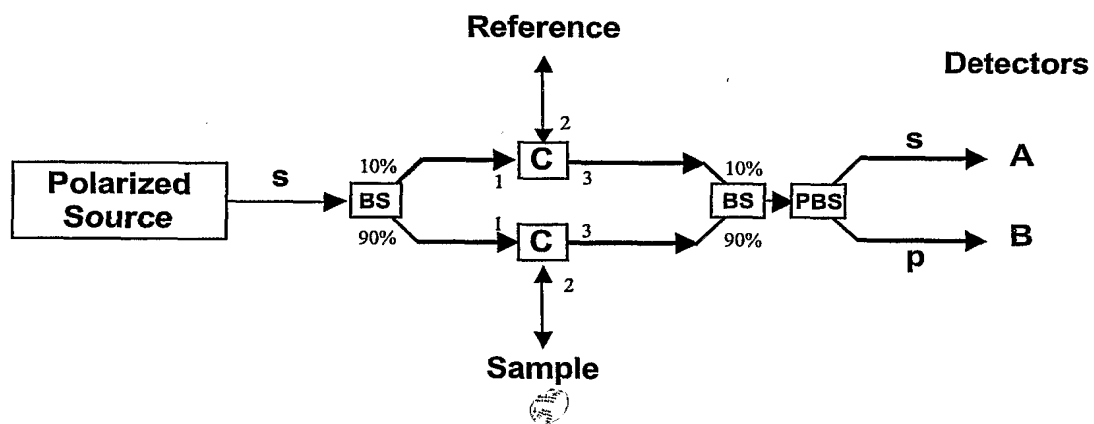 Reference
Detectors
2
Polarized
Source
s
BS
10%
90%
1
C
3
1
C
3
10%
BS
90%
PBS
s
A
p
B
2
Sample